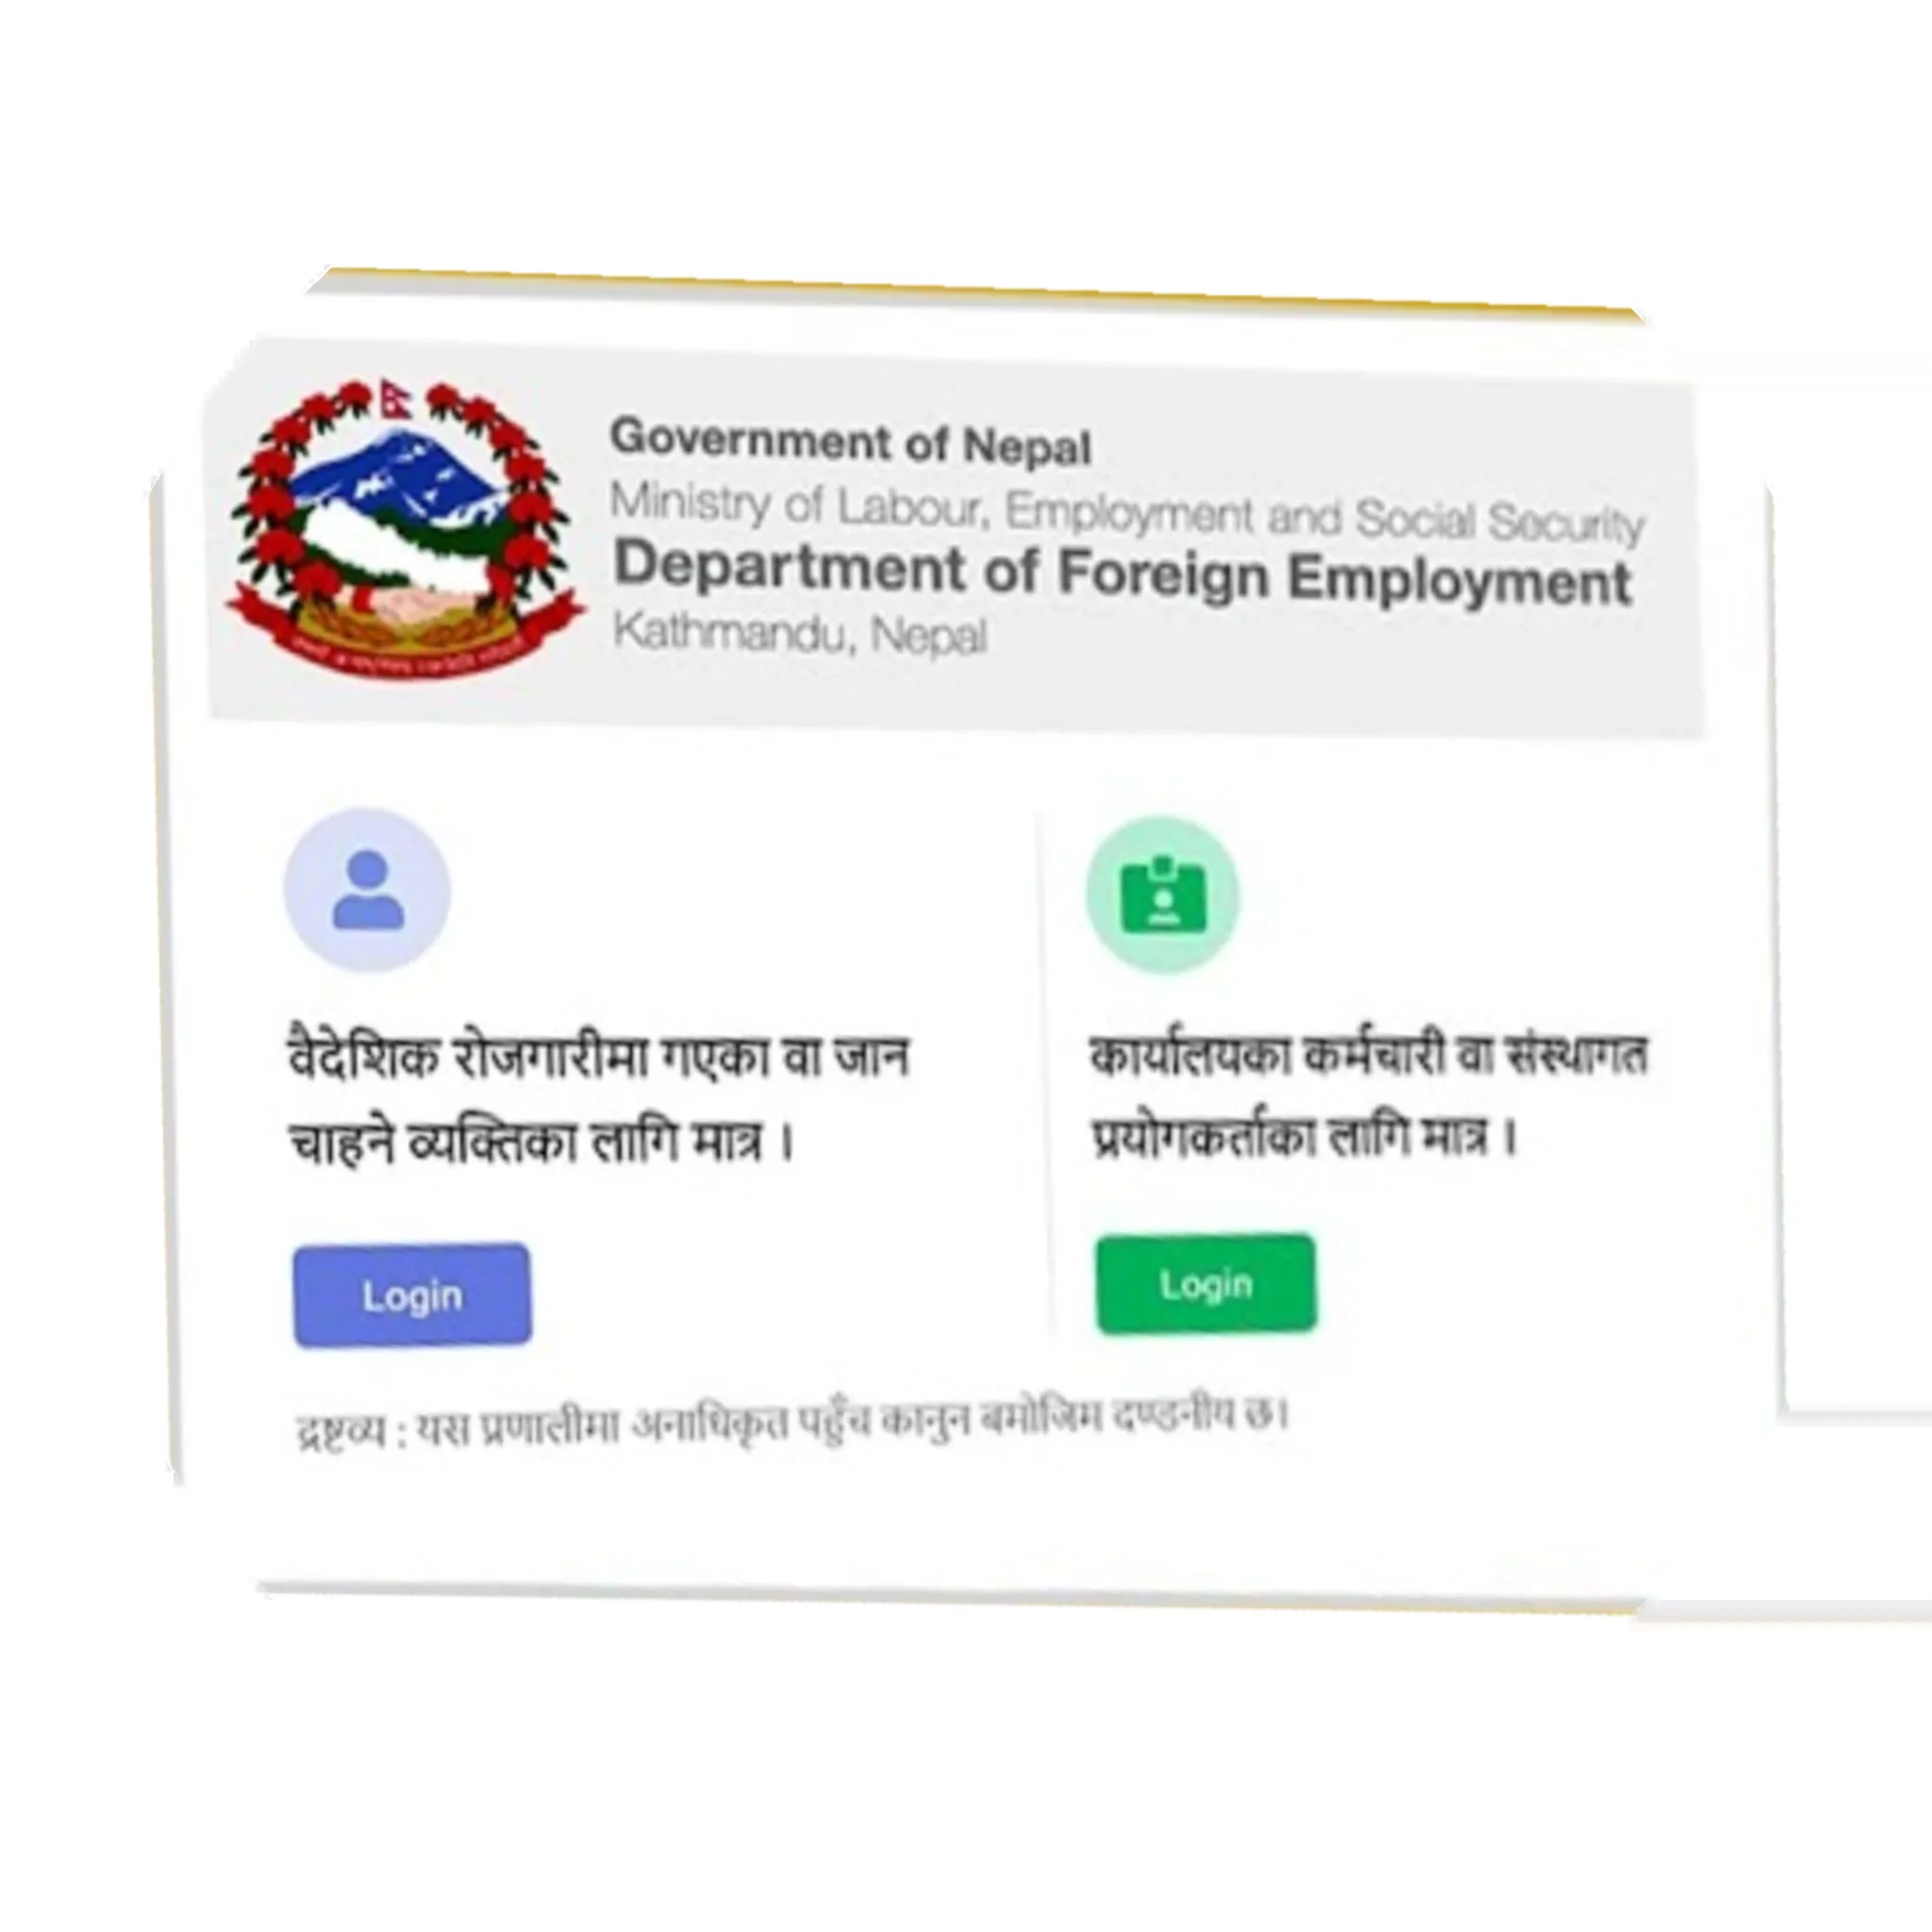 Government of Nepal
Ministry of Labour, Employment and Social Security
Department of Foreign Employment
Kathmandu, Nepal
वैदेशिक रोजगारीमा गएका वा जान
चाहने व्यक्तिका लागि मात्र ।
Login
कार्यालयका कर्मचारी वा संस्थागत
प्रयोगकर्ताका लागि मात्र ।
Login
द्रष्टव्य : यस प्रणालीमा अनाधिकृत पहुँच कानुन बमोजिम दण्डनीय छ।